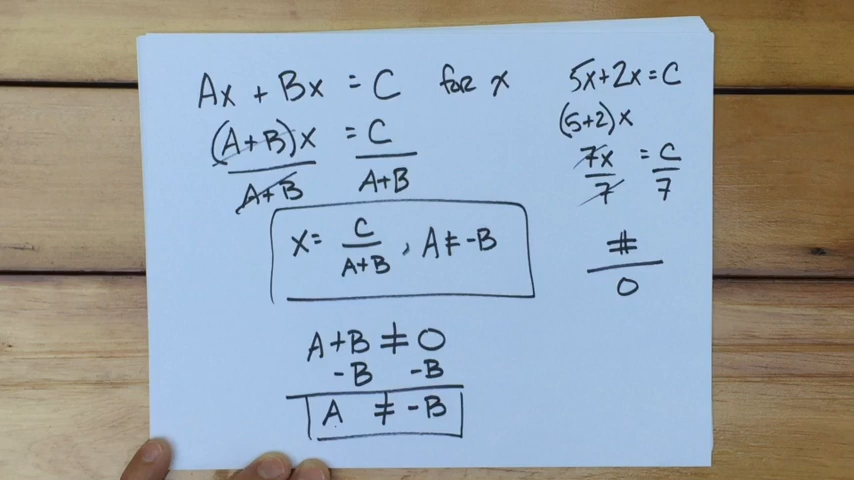 Ax + Bx = C for x
(A+B)x = C
A+B A+B
x = C/A+B , A ≠ -B
A+B ≠ 0
-B -B
A ≠ -B
5x+2x=C
(5+2)x
7x = C
7 7
#
0